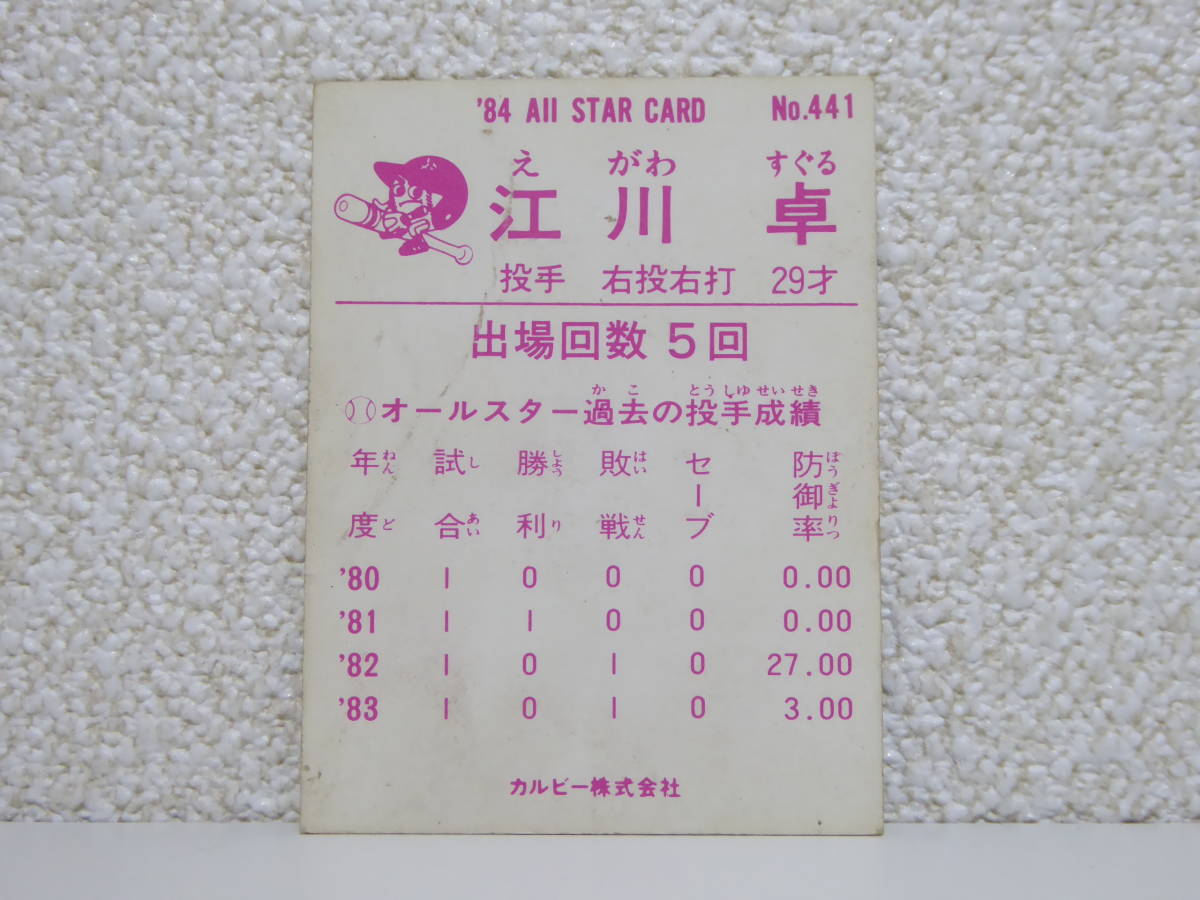 '84 All STAR CARD No.441
え がわ すぐる
江川 卓
投手 右投右打 29才
出場回数 5回
かこ とうしゆせいせき
オールスター過去の投手成績
年度 試合 勝利 敗戦 セーブ 防御率
ねんど しあい しょうり はいせん ぼうぎよりつ
'80 1 0 0 0 0.00
'81 1 1 0 0 0.00
'82 1 0 1 0 27.00
'83 1 0 1 0 3.00
カルビー株式会社